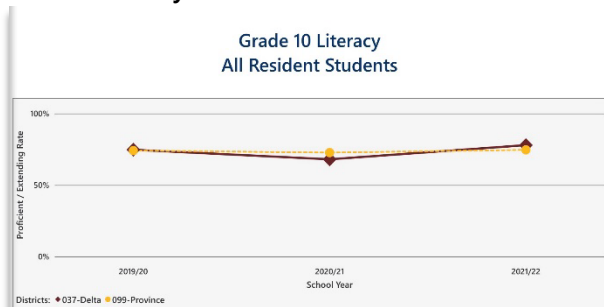 Grade 10 Literacy
All Resident Students
100%
Proficient / Extending Rate
50%
0%
2019/20 2020/21 2021/22
School Year
Districts: 037-Delta 099-Province